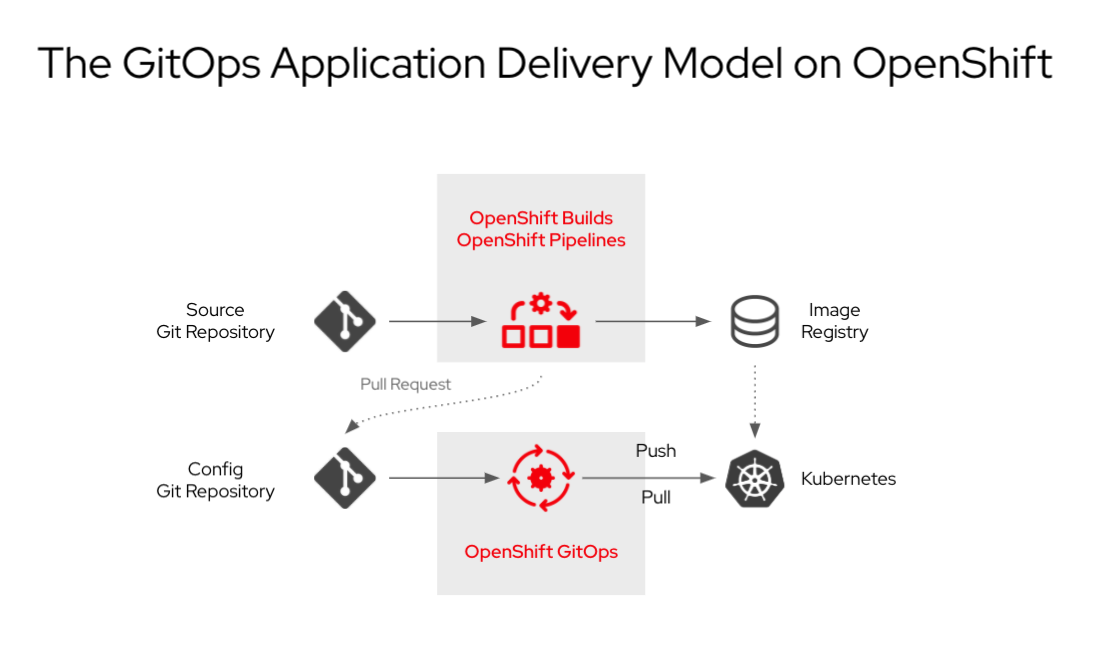 The GitOps Application Delivery Model on OpenShift
OpenShift Builds
OpenShift Pipelines
Source
Git Repository
Image
Registry
Pull Request
Config
Git Repository
Push
Pull
Kubernetes
OpenShift GitOps